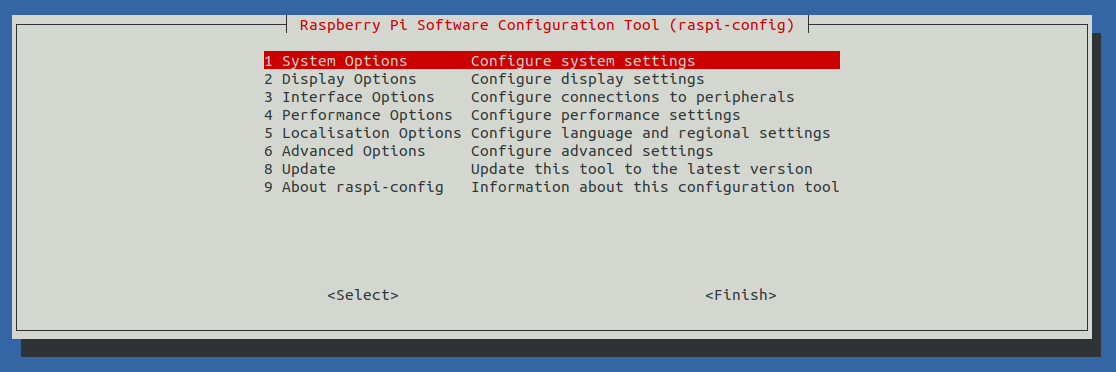 Raspberry Pi Software Configuration Tool (raspi-config)
1 System Options Configure system settings
2 Display Options Configure display settings
3 Interface Options Configure connections to peripherals
4 Performance Options Configure performance settings
5 Localisation Options Configure language and regional settings
6 Advanced Options Configure advanced settings
8 Update Update this tool to the latest version
9 About raspi-config Information about this configuration tool
<Select> <Finish>